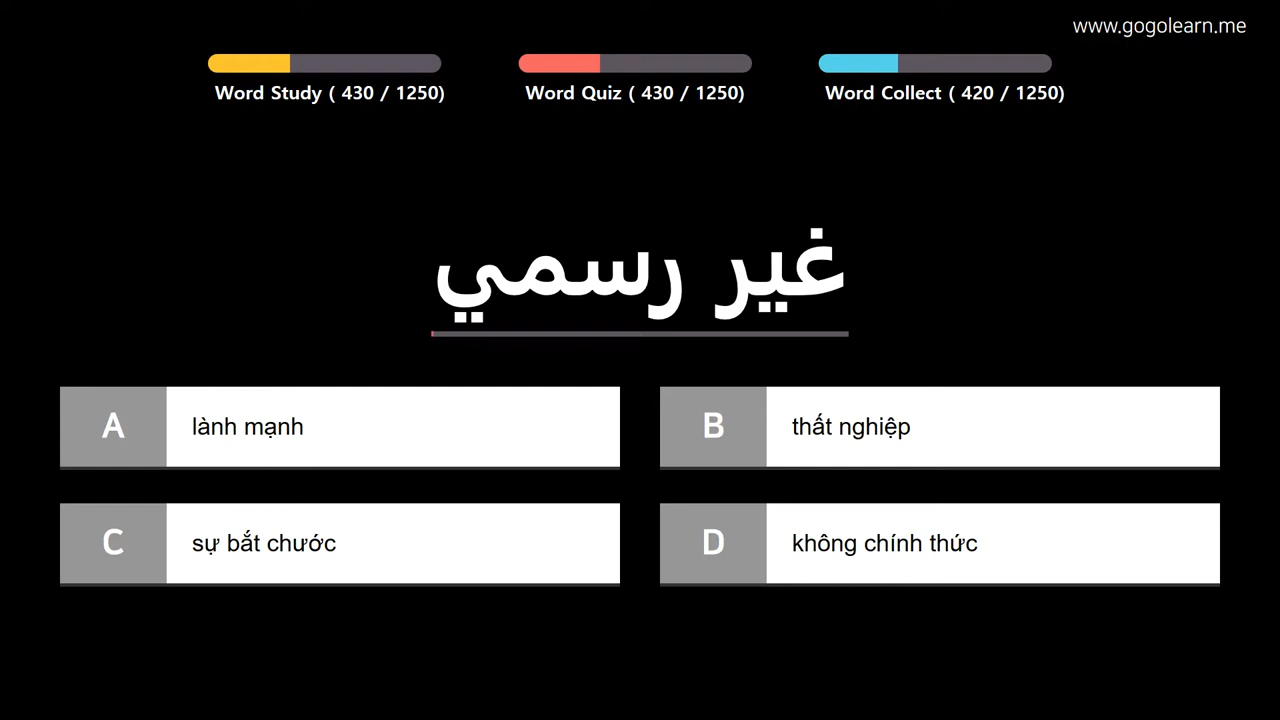 www.gogolearn.me
Word Study ( 430 / 1250)
Word Quiz ( 430 / 1250)
Word Collect ( 420 / 1250)
غير رسمي
A
lành mạnh
B
thất nghiệp
C
sự bắt chước
D
không chính thức